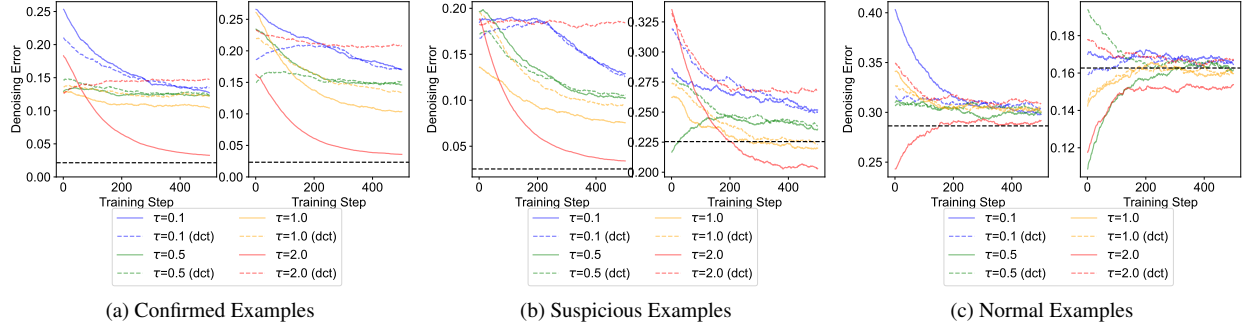 Denoising Error
0.25
0.20
0.15
0.10
0.05
0.00
0 200 400
0.25
0.20
0.15
0.10
0.05
0.00
0 200 400
Training Step
τ=0.1 τ=1.0
τ=0.1 (dct) τ=1.0 (dct)
τ=0.5 τ=2.0
τ=0.5 (dct) τ=2.0 (dct)
(a) Confirmed Examples
Denoising Error
0.20
0.15
0.10
0.05
0 200 400
0.325
0.300
0.275
0.250
0.225
0.200
0 200 400
Training Step
τ=0.1 τ=1.0
τ=0.1 (dct) τ=1.0 (dct)
τ=0.5 τ=2.0
τ=0.5 (dct) τ=2.0 (dct)
(b) Suspicious Examples
Denoising Error
0.40
0.35
0.30
0.25
0 200 400
0.18
0.16
0.14
0.12
0 200 400
Training Step
τ=0.1 τ=1.0
τ=0.1 (dct) τ=1.0 (dct)
τ=0.5 τ=2.0
τ=0.5 (dct) τ=2.0 (dct)
(c) Normal Examples